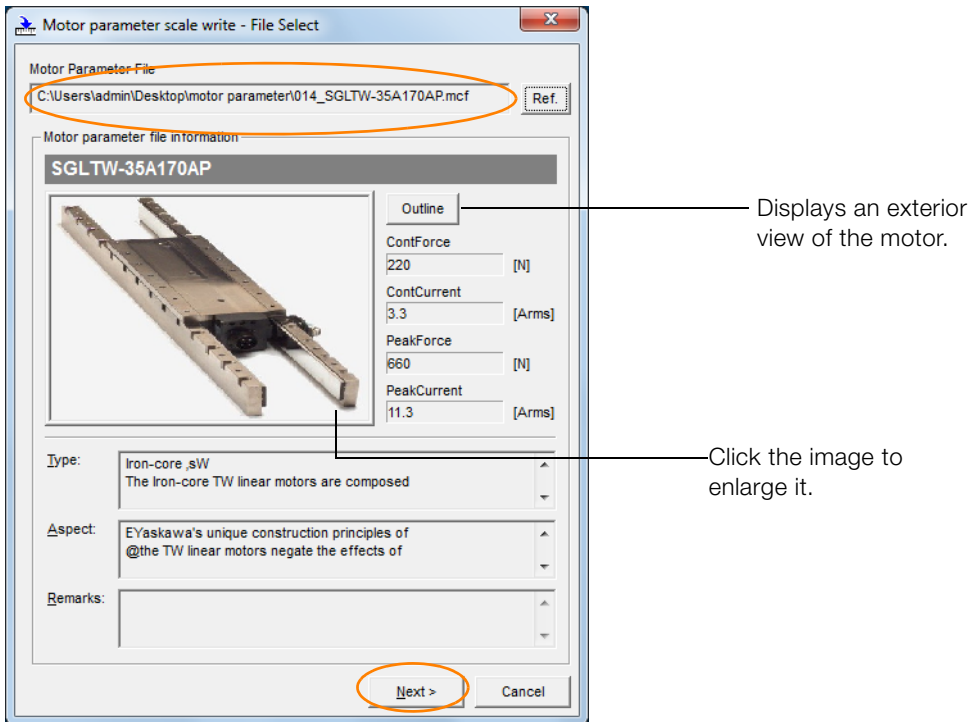 Motor parameter scale write - File Select
Motor Parameter File
C:\Users\admin\Desktop\motor parameter\014_SGLTW-35A170AP.mcf
Ref.
Motor parameter file information
SGLTW-35A170AP
Outline
Displays an exterior
view of the motor.
ContForce
220 [N]
ContCurrent
3.3 [Arms]
PeakForce
660 [N]
PeakCurrent
11.3 [Arms]
Click the image to
enlarge it.
Type:
Iron-core ,sW
The Iron-core TW linear motors are composed
Aspect:
EYaskawa's unique construction principles of
@the TW linear motors negate the effects of
Remarks:
Next >
Cancel